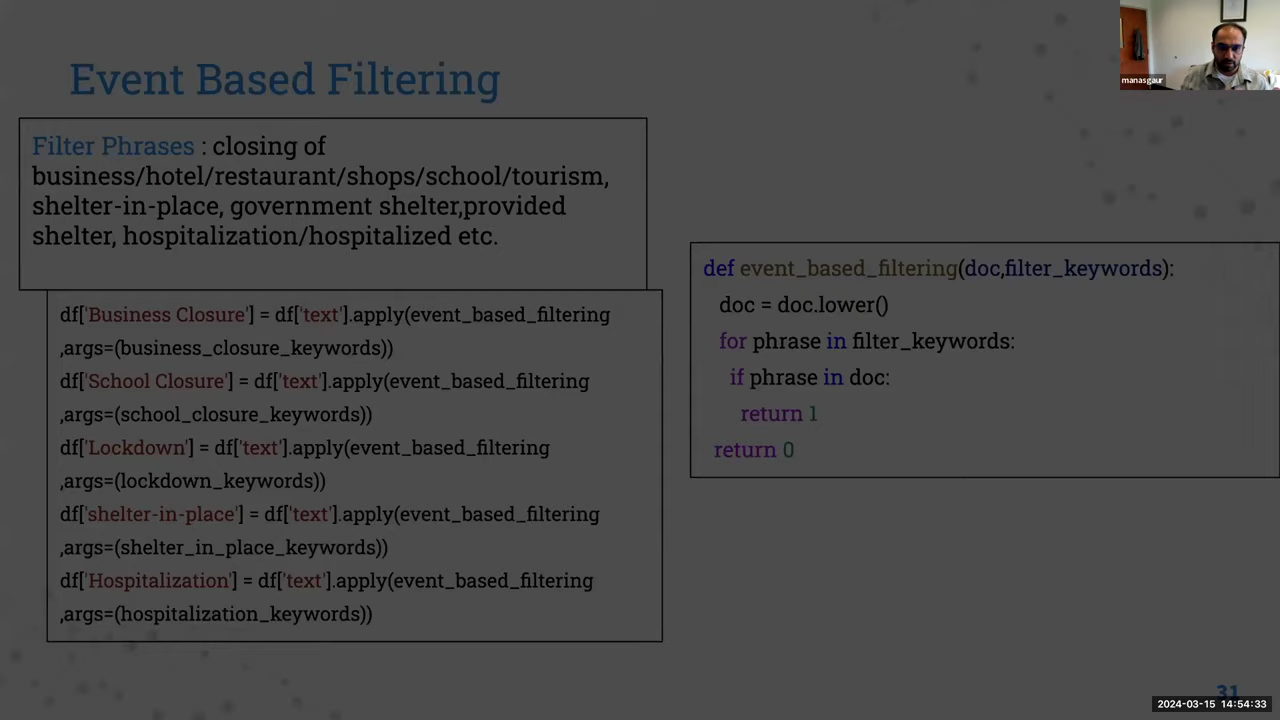 Event Based Filtering
manasgaur
Filter Phrases : closing of
business/hotel/restaurant/shops/school/tourism,
shelter-in-place, government shelter,provided
shelter, hospitalization/hospitalized etc.
df['Business Closure'] = df['text'].apply(event_based_filtering
,args=(business_closure_keywords))
df['School Closure'] = df['text'].apply(event_based_filtering
,args=(school_closure_keywords))
df['Lockdown'] = df['text'].apply(event_based_filtering
,args=(lockdown_keywords))
df['shelter-in-place'] = df['text'].apply(event_based_filtering
,args=(shelter_in_place_keywords))
df['Hospitalization'] = df['text'].apply(event_based_filtering
,args=(hospitalization_keywords))
def event_based_filtering(doc,filter_keywords):
doc = doc.lower()
for phrase in filter_keywords:
if phrase in doc:
return 1
return 0
31
2024-03-15 14:54:33